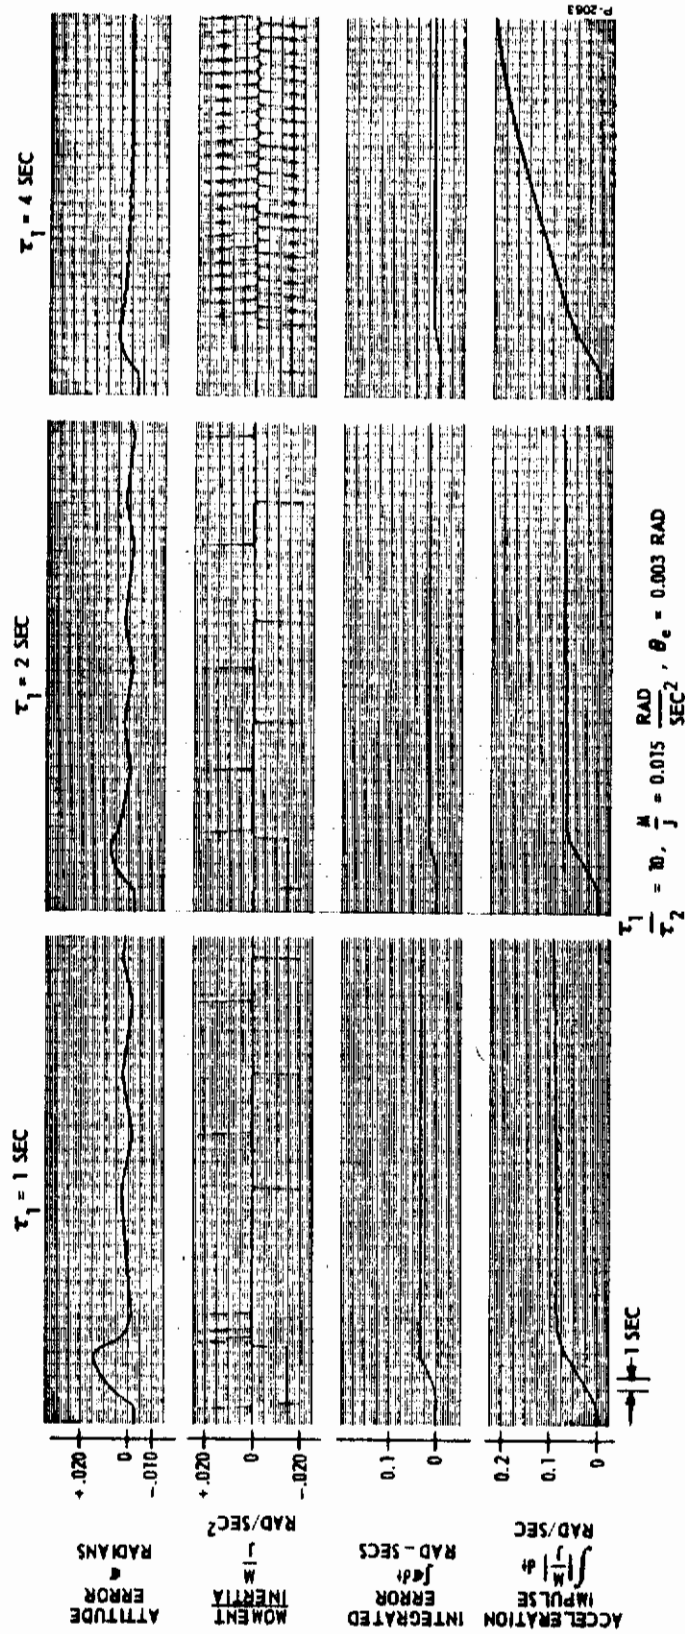 τ₁ = 1 SEC
τ₁ = 2 SEC
τ₁ = 4 SEC
ATTITUDE
ERROR
ϵ
RADIANS
+.020
0
-.010
MOMENT
INERTIA
M/J
RAD/SEC²
+.020
0
-.020
INTEGRATED
ERROR
∫ϵdt
RAD-SECS
0.1
0
ACCELERATION
IMPULSE
∫|M/J| dt
RAD/SEC
0.2
0.1
0
1 SEC
τ₁/τ₂ = 10, M/J = 0.015 RAD/SEC², θₑ = 0.003 RAD
P-2063